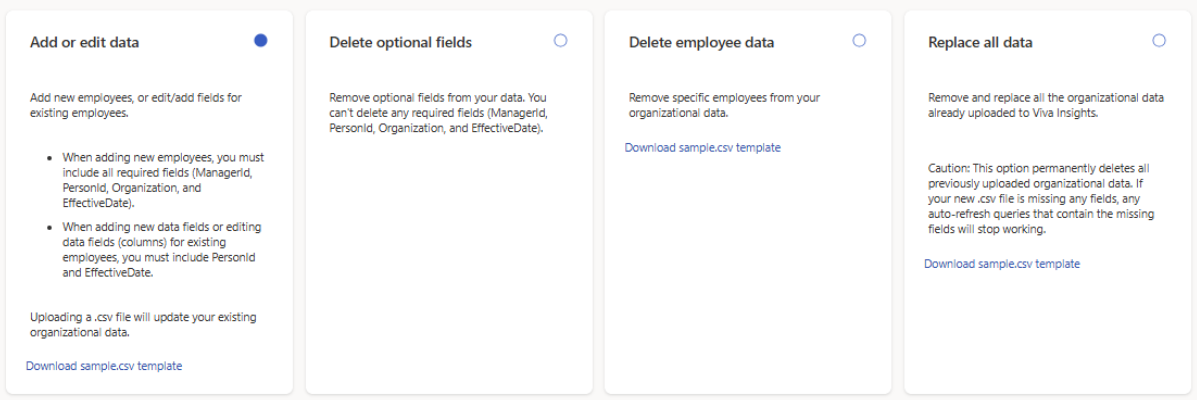 Add or edit data
Add new employees, or edit/add fields for
existing employees.
• When adding new employees, you must
include all required fields (ManagerId,
PersonId, Organization, and
EffectiveDate).
• When adding new data fields or editing
data fields (columns) for existing
employees, you must include PersonId
and EffectiveDate.
Uploading a .csv file will update your existing
organizational data.
Download sample.csv template
Delete optional fields
Remove optional fields from your data. You
can't delete any required fields (ManagerId,
PersonId, Organization, and EffectiveDate).
Delete employee data
Remove specific employees from your
organizational data.
Download sample.csv template
Replace all data
Remove and replace all the organizational data
already uploaded to Viva Insights.
Caution: This option permanently deletes all
previously uploaded organizational data. If
your new .csv file is missing any fields, any
auto-refresh queries that contain the missing
fields will stop working.
Download sample.csv template